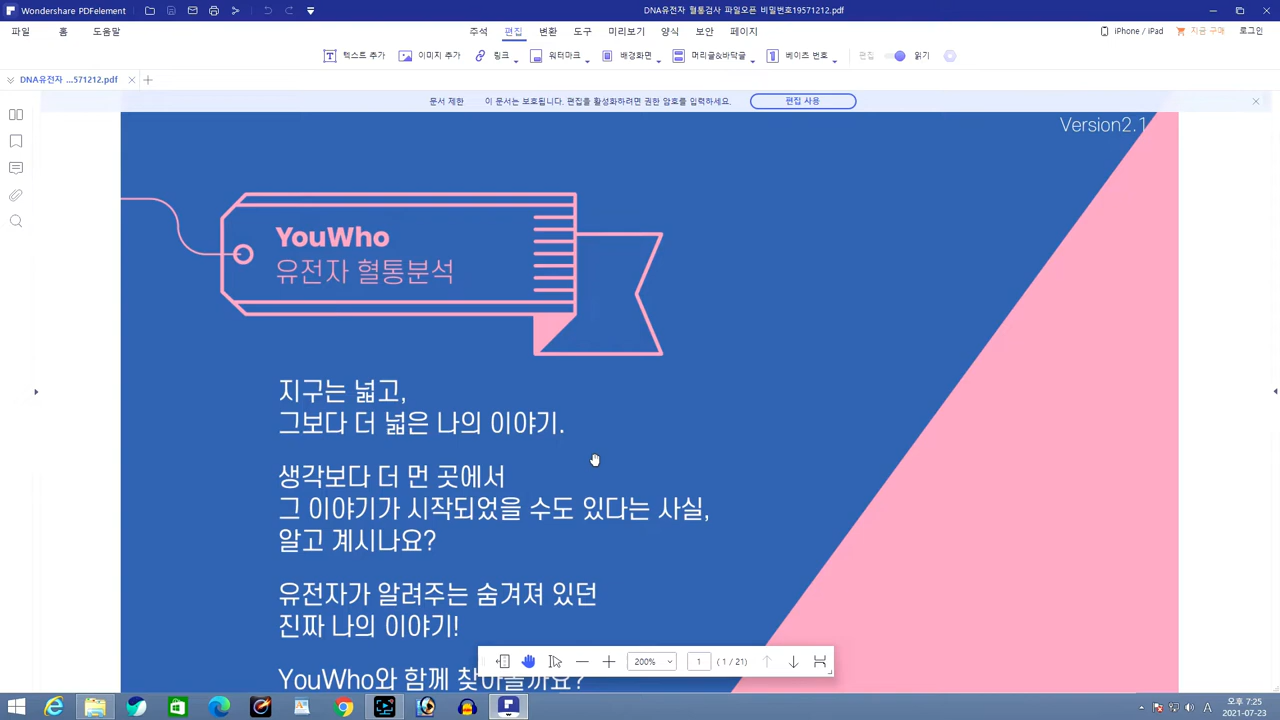 Wondershare PDFelement
DNA유전자 혈통검사 파일오픈 비밀번호19571212.pdf
파일 홈 도움말 주석 편집 변환 도구 미리보기 양식 보안 페이지 iPhone / iPad 지금 구매 로그인
텍스트 추가 이미지 추가 링크 워터마크 배경화면 머리글&바닥글 베이츠 번호 편집 읽기
DNA유전자 ...571212.pdf
문서 제한 이 문서는 보호됩니다. 편집을 활성화하려면 권한 암호를 입력하세요. 편집 사용
Version2.1
YouWho
유전자 혈통분석
지구는 넓고,
그보다 더 넓은 나의 이야기.
생각보다 더 먼 곳에서
그 이야기가 시작되었을 수도 있다는 사실,
알고 계시나요?
유전자가 알려주는 숨겨져 있던
진짜 나의 이야기!
YouWho와 함께 찾아볼까요?
200% 1 (1 / 21)
A 오후 7:25
2021-07-23